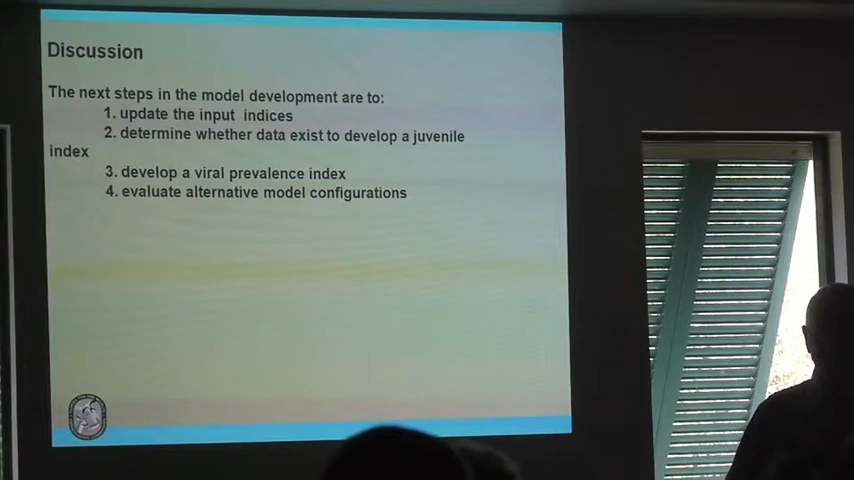 Discussion
The next steps in the model development are to:
1. update the input indices
2. determine whether data exist to develop a juvenile
index
3. develop a viral prevalence index
4. evaluate alternative model configurations